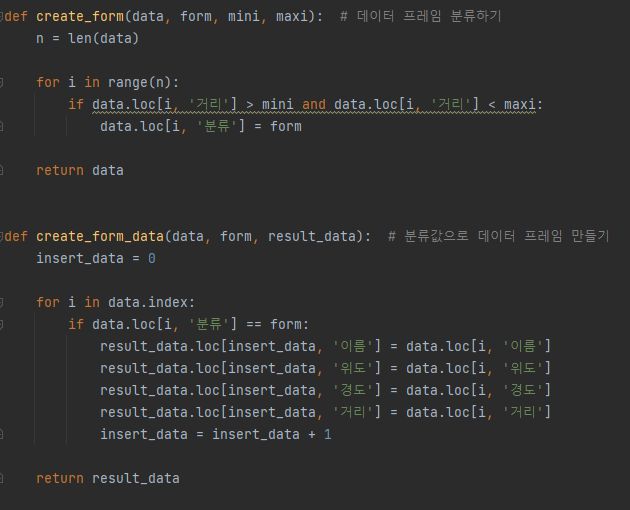 def create_form(data, form, mini, maxi):  # 데이터 프레임 분류하기
    n = len(data)
    for i in range(n):
        if data.loc[i, '거리'] > mini and data.loc[i, '거리'] < maxi:
            data.loc[i, '분류'] = form
    return data
def create_form_data(data, form, result_data):  # 분류값으로 데이터 프레임 만들기
    insert_data = 0
    for i in data.index:
        if data.loc[i, '분류'] == form:
            result_data.loc[insert_data, '이름'] = data.loc[i, '이름']
            result_data.loc[insert_data, '위도'] = data.loc[i, '위도']
            result_data.loc[insert_data, '경도'] = data.loc[i, '경도']
            result_data.loc[insert_data, '거리'] = data.loc[i, '거리']
            insert_data = insert_data + 1
    return result_data